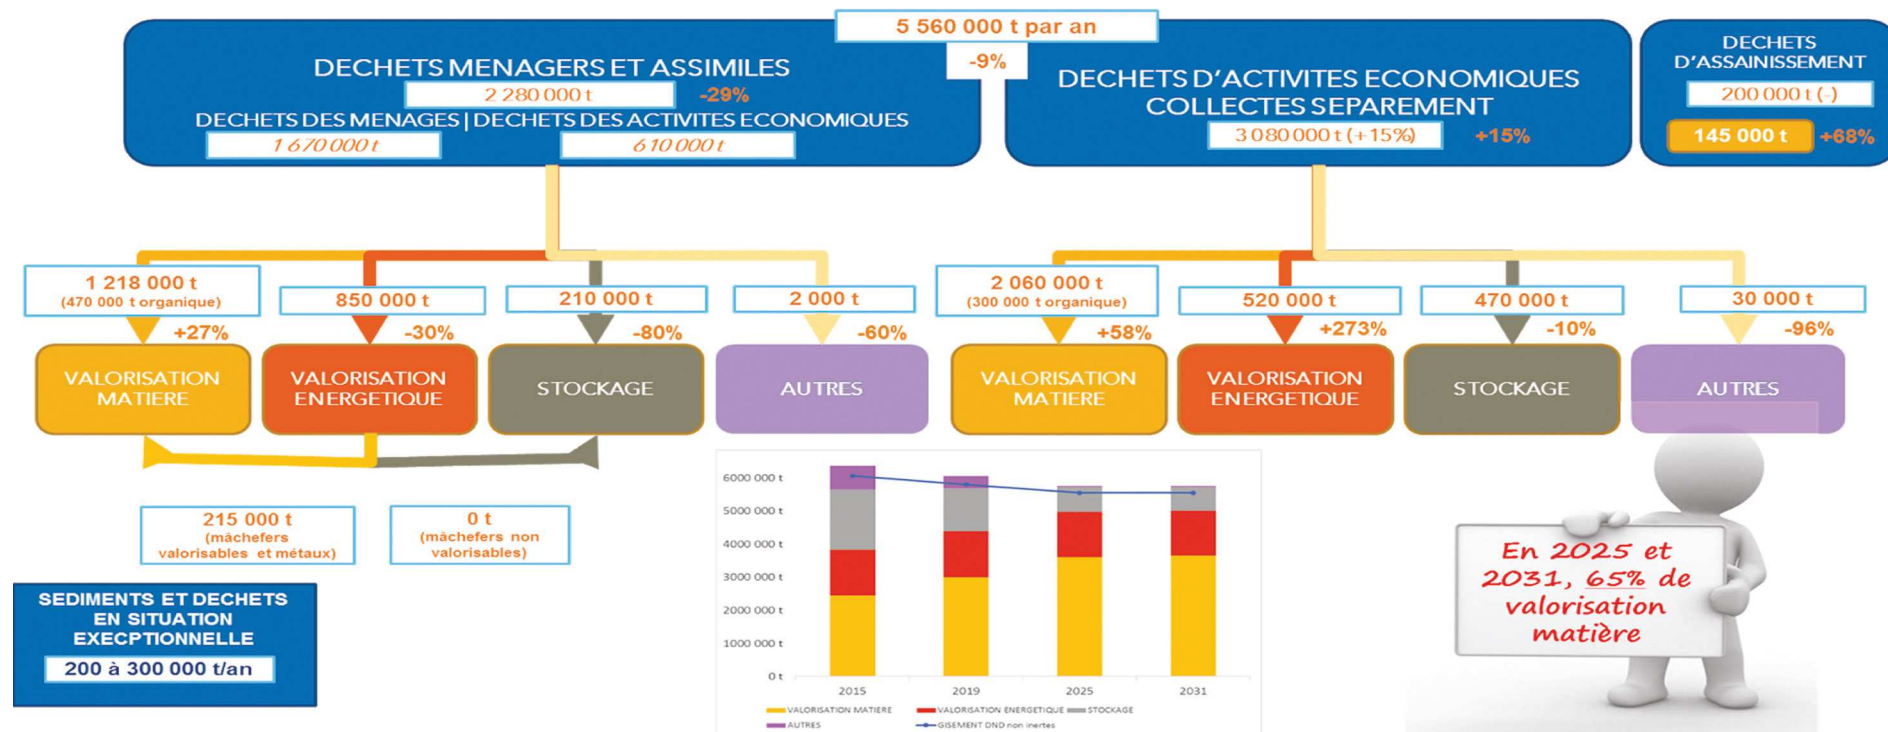 5 560 000 t par an
-9%
DECHETS MENAGERS ET ASSIMILES
2 280 000 t -29%
DECHETS DES MENAGES | DECHETS DES ACTIVITES ECONOMIQUES
1 670 000 t 610 000 t
DECHETS D'ACTIVITES ECONOMIQUES
COLLECTES SEPAREMENT
3 080 000 t (+15%) +15%
DECHETS
D'ASSAINISSEMENT
200 000 t (-)
145 000 t +68%
1 218 000 t
(470 000 t organique)
+27%
VALORISATION
MATIERE
850 000 t
-30%
VALORISATION
ENERGETIQUE
210 000 t
-80%
STOCKAGE
2 000 t
-60%
AUTRES
2 060 000 t
(300 000 t organique)
+58%
VALORISATION
MATIERE
520 000 t
+273%
VALORISATION
ENERGETIQUE
470 000 t
-10%
STOCKAGE
30 000 t
-96%
AUTRES
215 000 t
(mâchefers
valorisables et métaux)
0 t
(mâchefers non
valorisables)
SEDIMENTS ET DECHETS
EN SITUATION
EXECPTIONNELLE
200 à 300 000 t/an
6000 000 t
5000 000 t
4000 000 t
3000 000 t
2000 000 t
1000 000 t
0 t
2015 2019 2025 2031
VALORISATION MATIERE VALORISATION ENERGETIQUE STOCKAGE
AUTRES GISEMENT DND non inertes
En 2025 et
2031, 65% de
valorisation
matière